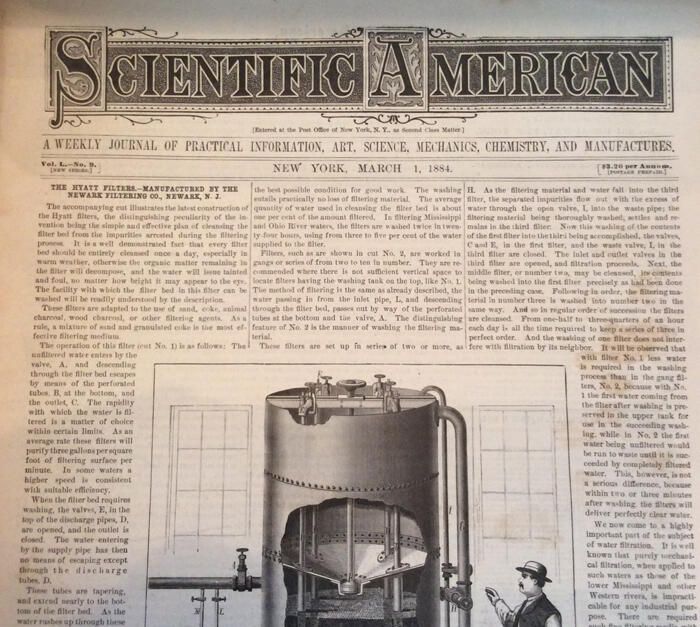 SCIENTIFIC AMERICAN
[Entered at the Post Office of New York, N. Y., as Second Class Matter.]
A WEEKLY JOURNAL OF PRACTICAL INFORMATION, ART, SCIENCE, MECHANICS, CHEMISTRY, AND MANUFACTURES.
Vol. L.—No. 9.
[NEW SERIES.]
NEW YORK, MARCH 1, 1884.
$3.20 per Annum.
[POSTAGE PREPAID.]
THE HYATT FILTERS.—MANUFACTURED BY THE
NEWARK FILTERING CO., NEWARK, N. J.
The accompanying cut illustrates the latest construction of
the Hyatt filters, the distinguishing peculiarity of the in-
vention being the simple and effective plan of cleansing the
filter bed from the impurities arrested during the filtering
process. It is a well demonstrated fact that every filter
bed should be entirely cleansed once a day, especially in
warm weather, otherwise the organic matter remaining in
the filter will decompose, and the water will issue tainted
and foul, no matter how bright it may appear to the eye.
The facility with which the filter bed in this filter can be
washed will be readily understood by the description.
These filters are adapted to the use of sand, coke, animal
charcoal, wood charcoal, or other filtering agents. As a
rule, a mixture of sand and granulated coke is the most ef-
fective filtering medium.
The operation of this filter (cut No. 1) is as follows: The
unfiltered water enters by the
valve, A, and descending
through the filter bed escapes
by means of the perforated
tubes, B, at the bottom, and
the outlet, C. The rapidity
with which the water is fil-
tered is a matter of choice
within certain limits. As an
average rate these filters will
purify three gallons per square
foot of filtering surface per
minute. In some waters a
higher speed is consistent
with suitable efficiency.
When the filter bed requires
washing, the valves, E, in the
top of the discharge pipes, D,
are opened, and the outlet is
closed. The water entering
by the supply pipe has then
no means of escaping except
through the discharge
tubes, D.
These tubes are tapering,
and extend nearly to the bot-
tom of the filter bed. As the
water rushes up through these
the best possible condition for good work. The washing
entails practically no loss of filtering material. The average
quantity of water used in cleansing the filter bed is about
one per cent of the amount filtered. In filtering Mississippi
and Ohio River waters, the filters are washed twice in twen-
ty-four hours, using from three to five per cent of the water
supplied to the filter.
Filters, such as are shown in cut No. 2, are worked in
gangs or series of from two to ten in number. They are re-
commended where there is not sufficient vertical space to
locate filters having the washing tank on the top, like No. 1.
The method of filtering is the same as already described, the
water passing in from the inlet pipe, L, and descending
through the filter bed, passes out by way of the perforated
tubes at the bottom and the valve, A. The distinguishing
feature of No. 2 is the manner of washing the filtering ma-
terial.
These filters are set up in series of two or more, as
H. As the filtering material and water fall into the third
filter, the separated impurities flow out with the excess of
water through the open valve, I, into the waste pipe; the
filtering material being thoroughly washed, settles and re-
mains in the third filter. Now this washing of the contents
of the first filter into the third being accomplished, the valves,
C and E, in the first filter, and the waste valve, I, in the
third filter are closed. The inlet and outlet valves in the
third filter are opened, and filtration proceeds. Next, the
middle filter, or number two, may be cleansed, its contents
being washed into the first filter precisely as had been done
in the preceding case. Following in order, the filtering ma-
terial in number three is washed into number two in the
same way. And so in regular order of succession the filters
are cleansed. From one-half to three-quarters of an hour
each day is all the time required to keep a series of three in
perfect order. And the washing of one filter does not inter-
fere with filtration by its neighbor. It will be observed that
with filter No. 1 less water
is required in the washing
process than in the gang fil-
ters, No. 2, because with No.
1 the first water coming from
the filter after washing is pre-
served in the upper tank for
use in the succeeding wash-
ing, while in No. 2 the first
water being unfiltered would
be run to waste until it is suc-
ceeded by completely filtered
water. This, however, is not
a serious difference, because
within two or three minutes
after washing, the filters will
deliver perfectly clear water.
We now come to a highly
important part of the subject
of water filtration. It is well
known that purely mechani-
cal filtration, when applied to
such waters as those of the
lower Mississippi and other
Western rivers, is impracti-
cable for any industrial pur-
pose. There are required